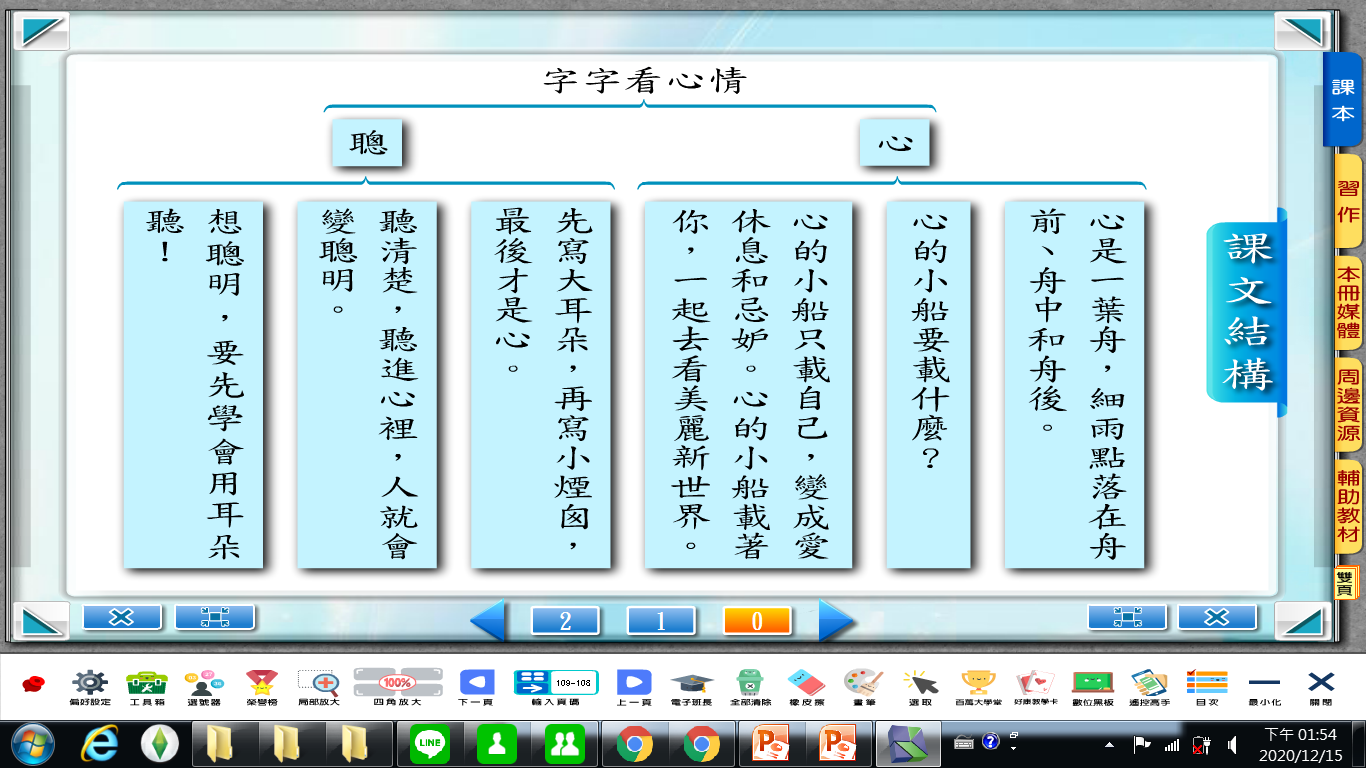 字字看心情
心
心是一葉舟，細雨點落在舟
前、舟中和舟後。
心的小船要載什麼？
心的小船只載自己，變成愛
休息和忌妒。心的小船載著
你，一起去看美麗新世界。
聰
先寫大耳朵，再寫小煙囪，
最後才是心。
聽清楚，聽進心裡，人就會
變聰明。
想聰明，要先學會用耳朵
聽！
課文結構
課本
習作
本冊媒體
周邊資源
輔助教材
雙頁
2
1
0
偏好設定
工具箱
選號器
榮譽榜
局部放大
100%
四角放大
下一頁
109-108
輸入頁碼
上一頁
電子班長
全部清除
橡皮擦
畫筆
選取
百萬大學堂
好康教學卡
數位黑板
遙控高手
目次
最小化
關閉
LINE
下午 01:54
2020/12/15